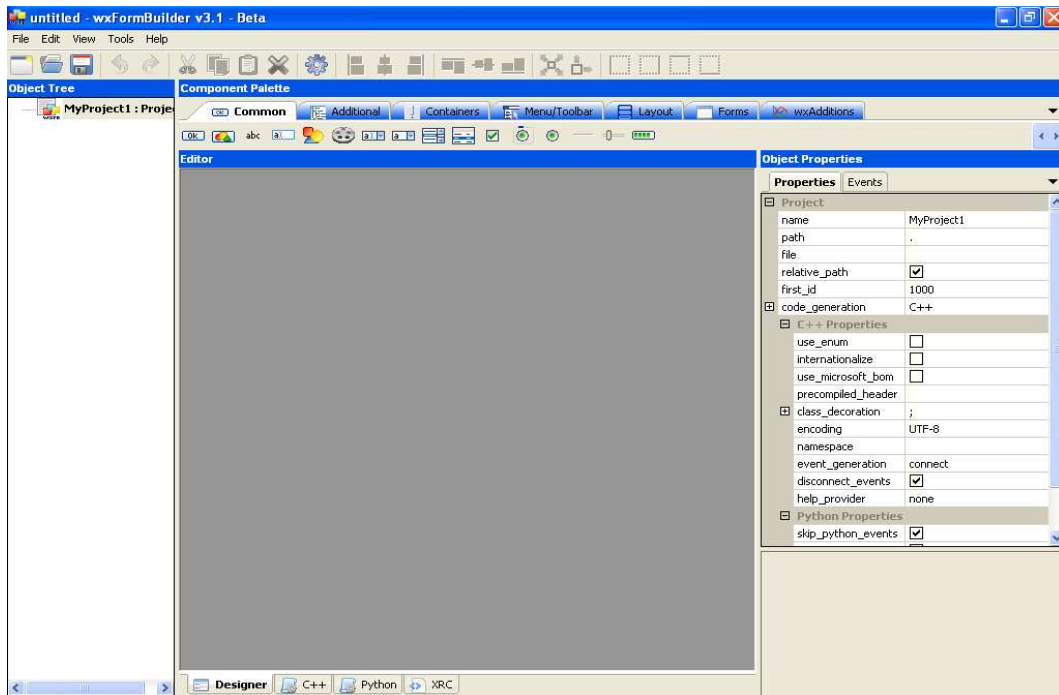 untitled - wxFormBuilder v3.1 - Beta
File Edit View Tools Help
Object Tree
Component Palette
MyProject1 : Proje
Common Additional Containers Menu/Toolbar Layout Forms wxAdditions
OK abc
Editor
Object Properties
Properties Events
Project
name MyProject1
path .
file
relative_path
first_id 1000
code_generation C++
C++ Properties
use_enum
internationalize
use_microsoft_bom
precompiled_header
class_decoration ;
encoding UTF-8
namespace
event_generation connect
disconnect_events
help_provider none
Python Properties
skip_python_events
Designer C++ Python XRC